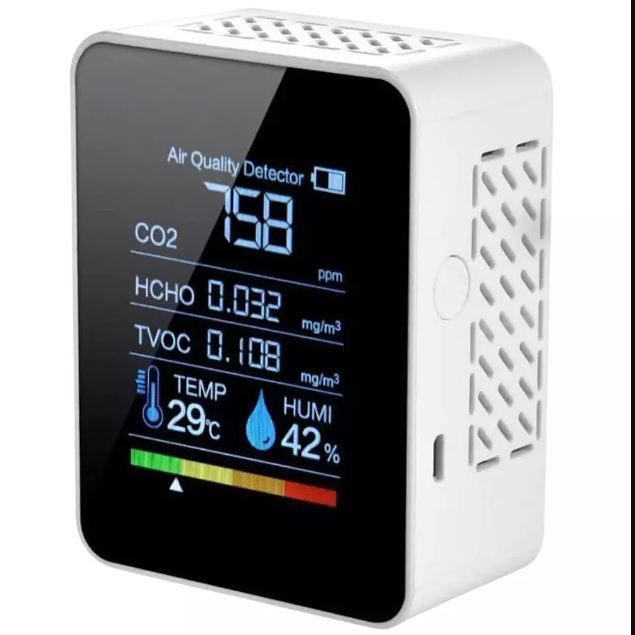 Air Quality Detector
CO2 758 ppm
HCHO 0.032 mg/m³
TVOC 0.108 mg/m³
TEMP 29℃
HUMI 42%